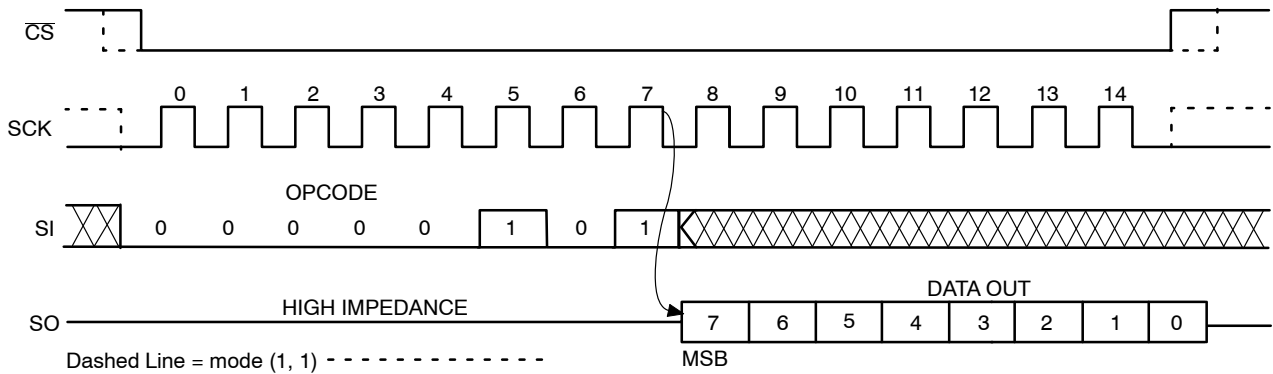 CS
0 1 2 3 4 5 6 7 8 9 10 11 12 13 14
SCK
OPCODE
SI 0 0 0 0 0 1 0 1
DATA OUT
HIGH IMPEDANCE
SO 7 6 5 4 3 2 1 0
Dashed Line = mode (1, 1) MSB